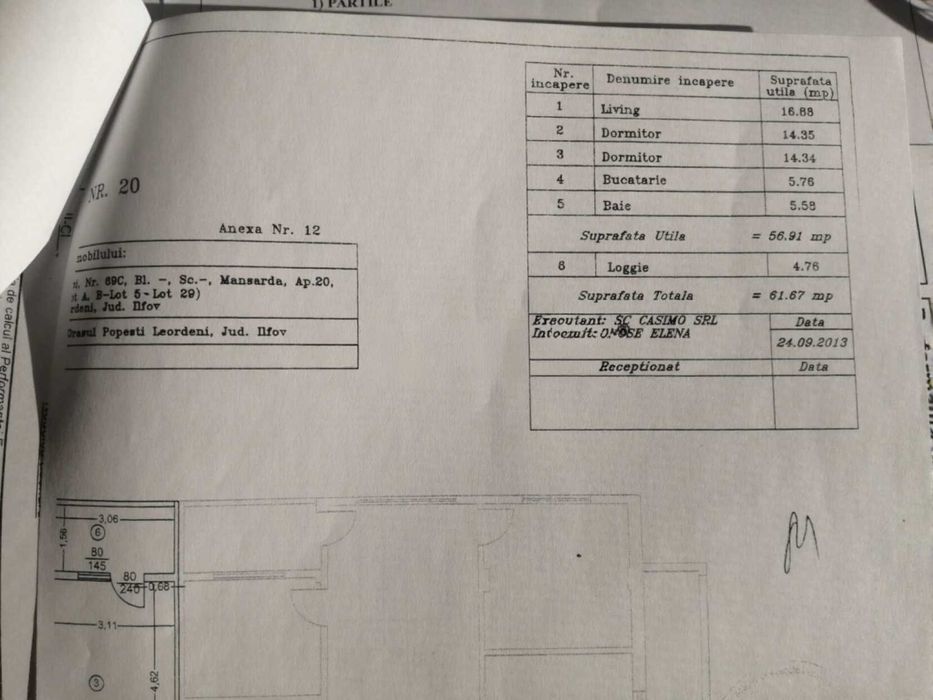 1) PARTILE
Nr. incapere Denumire incapere Suprafata utila (mp)
1 Living 16.88
2 Dormitor 14.35
3 Dormitor 14.34
4 Bucatarie 5.76
5 Baie 5.58
Suprafata Utila = 56.91 mp
6 Loggie 4.76
Suprafata Totala = 61.67 mp
Executant: SC CASIMO SRL
Intocmit: ELENA
Data
24.09.2013
Receptionat Data
NR. 20
Anexa Nr. 12
mobilului:
Nr. 69C, Bl. -, Sc.-, Mansarda, Ap.20,
A, B-Lot 5-Lot 29)
rdeni, Jud. Ilfov
Orasul Popesti Leordeni, Jud. Ilfov
de calcul al Performantei
3,06
6
1,56
80
145
80
240
0,68
3,11
3
4,62